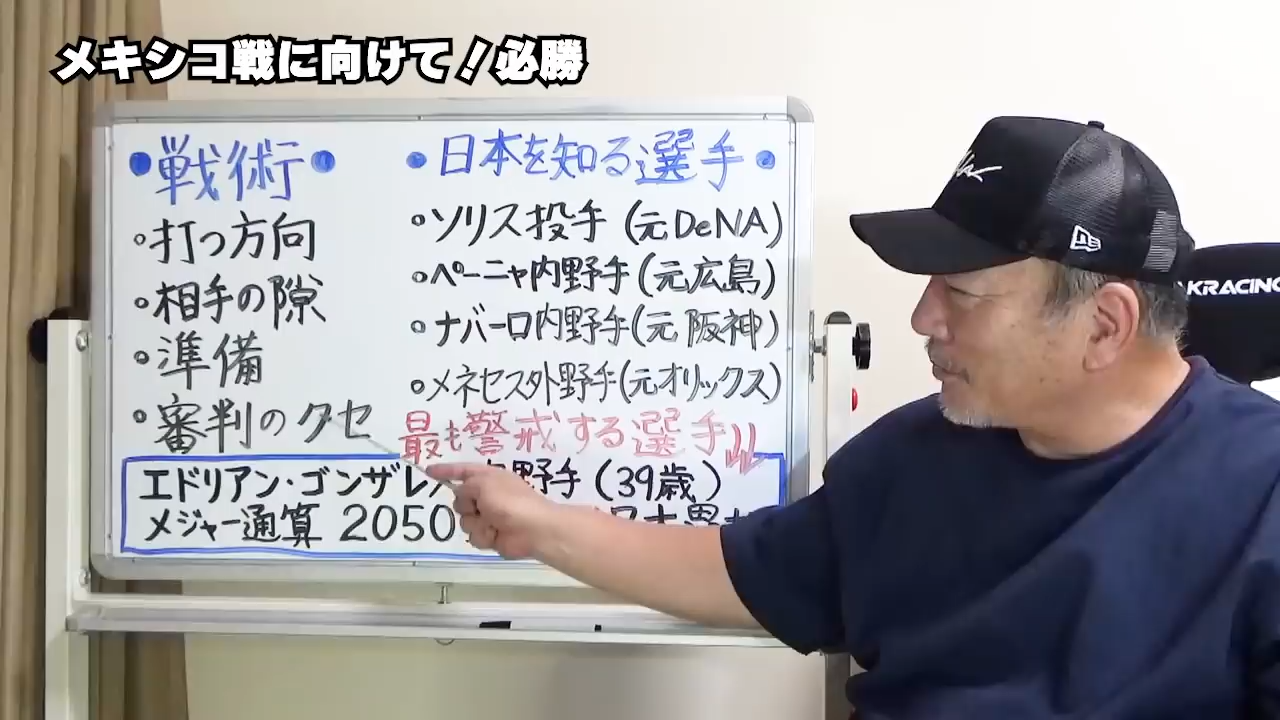 メキシコ戦に向けて!必勝
•戦術•
•日本を知る選手•
◦打つ方向
◦相手の隙
◦準備
◦審判のクセ
◦ソリス投手(元DeNA)
◦ペーニャ内野手(元広島)
◦ナバーロ内野手(元阪神)
◦メネセス外野手(元オリックス)
最も警戒する選手
エドリアン・ゴンザレス 内野手(39歳)
メジャー通算 2050
KRACING